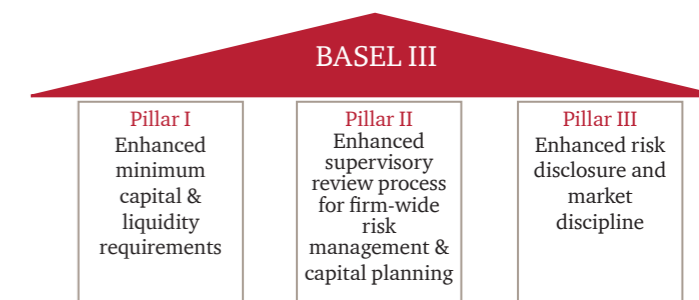 BASEL III
Pillar I
Enhanced
minimum
capital &
liquidity
requirements
Pillar II
Enhanced
supervisory
review process
for firm-wide
risk
management &
capital planning
Pillar III
Enhanced risk
disclosure and
market
discipline